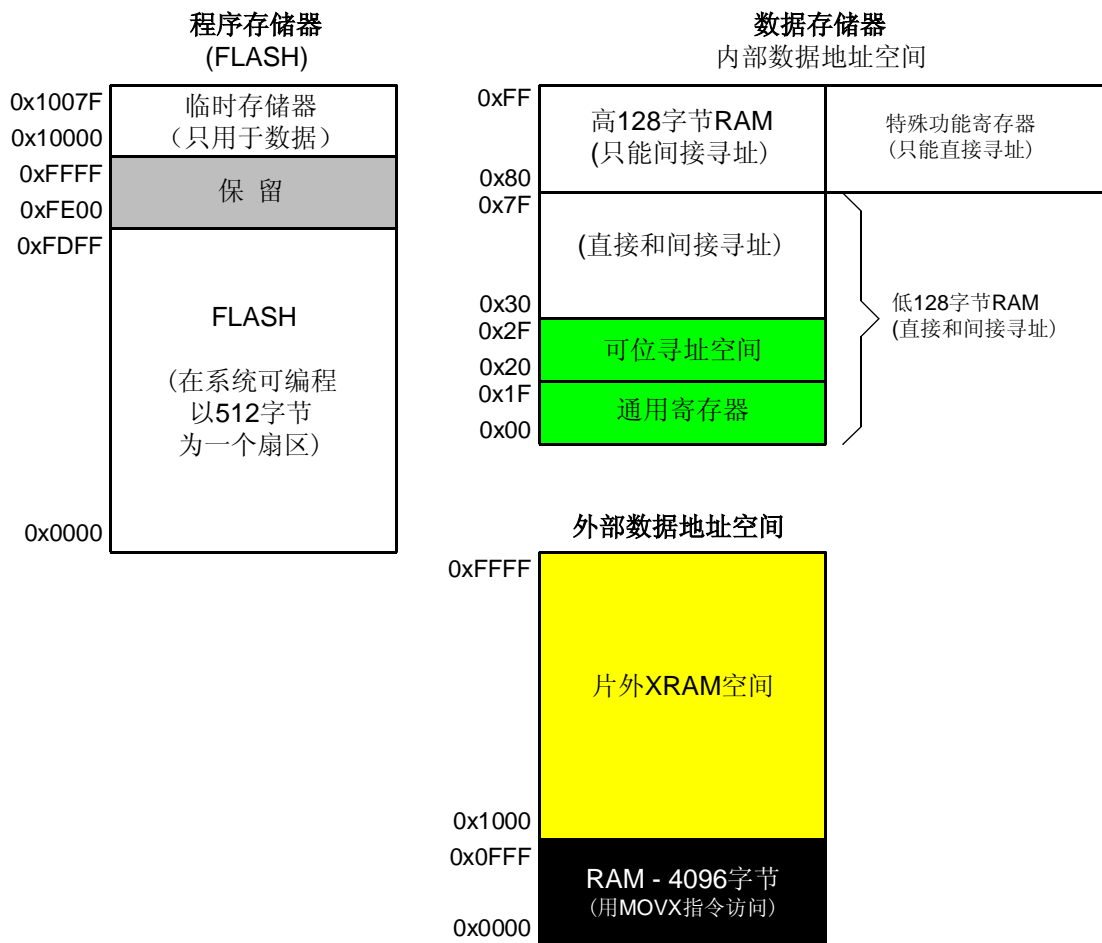 程序存储器
(FLASH)
0x1007F
临时存储器
0x10000
（只用于数据）
0xFFFF
保 留
0xFE00
0xFDFF
FLASH
(在系统可编程
以512字节
为一个扇区）
0x0000
数据存储器
内部数据地址空间
0xFF
高128字节RAM
(只能间接寻址）
0x80
特殊功能寄存器
(只能直接寻址）
0x7F
(直接和间接寻址）
0x30
0x2F
可位寻址空间
0x20
0x1F
通用寄存器
0x00
低128字节RAM
(直接和间接寻址）
外部数据地址空间
0xFFFF
片外XRAM空间
0x1000
0x0FFF
RAM - 4096字节
(用MOVX指令访问）
0x0000